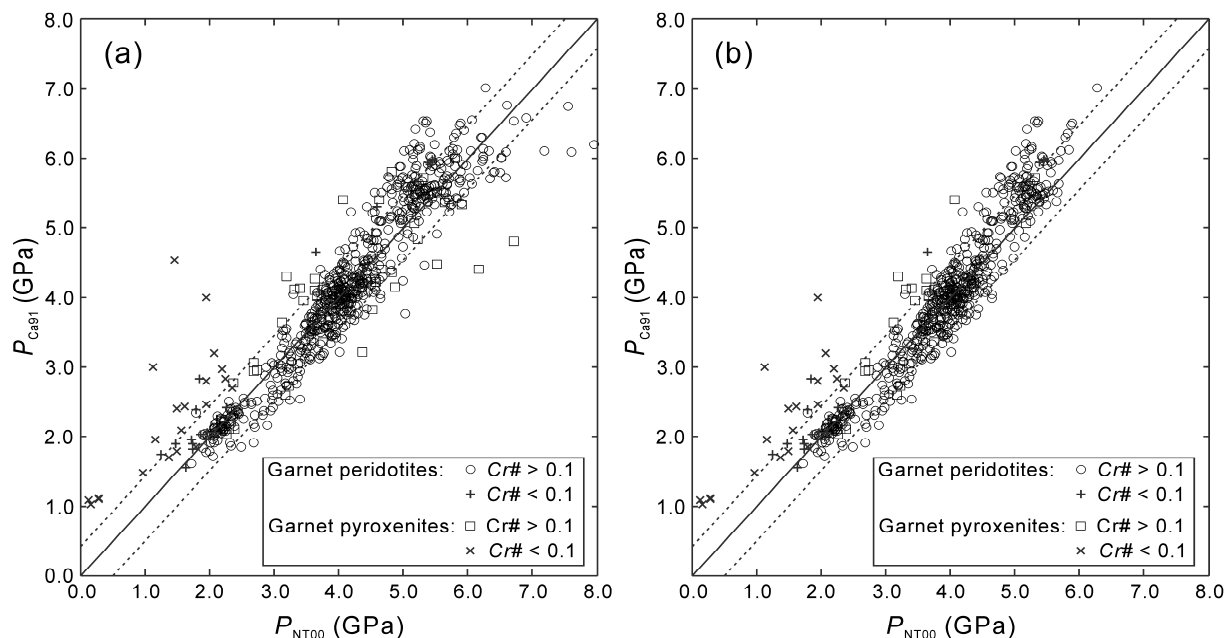 (a)
8.0
7.0
6.0
5.0
4.0
3.0
2.0
1.0
0.0
P Ca91 (GPa)
0.0 1.0 2.0 3.0 4.0 5.0 6.0 7.0 8.0
P NT00 (GPa)
Garnet peridotites: Cr# > 0.1
Cr# < 0.1
Garnet pyroxenites: Cr# > 0.1
Cr# < 0.1
(b)
8.0
7.0
6.0
5.0
4.0
3.0
2.0
1.0
0.0
P Ca91 (GPa)
0.0 1.0 2.0 3.0 4.0 5.0 6.0 7.0 8.0
P NT00 (GPa)
Garnet peridotites: Cr# > 0.1
Cr# < 0.1
Garnet pyroxenites: Cr# > 0.1
Cr# < 0.1